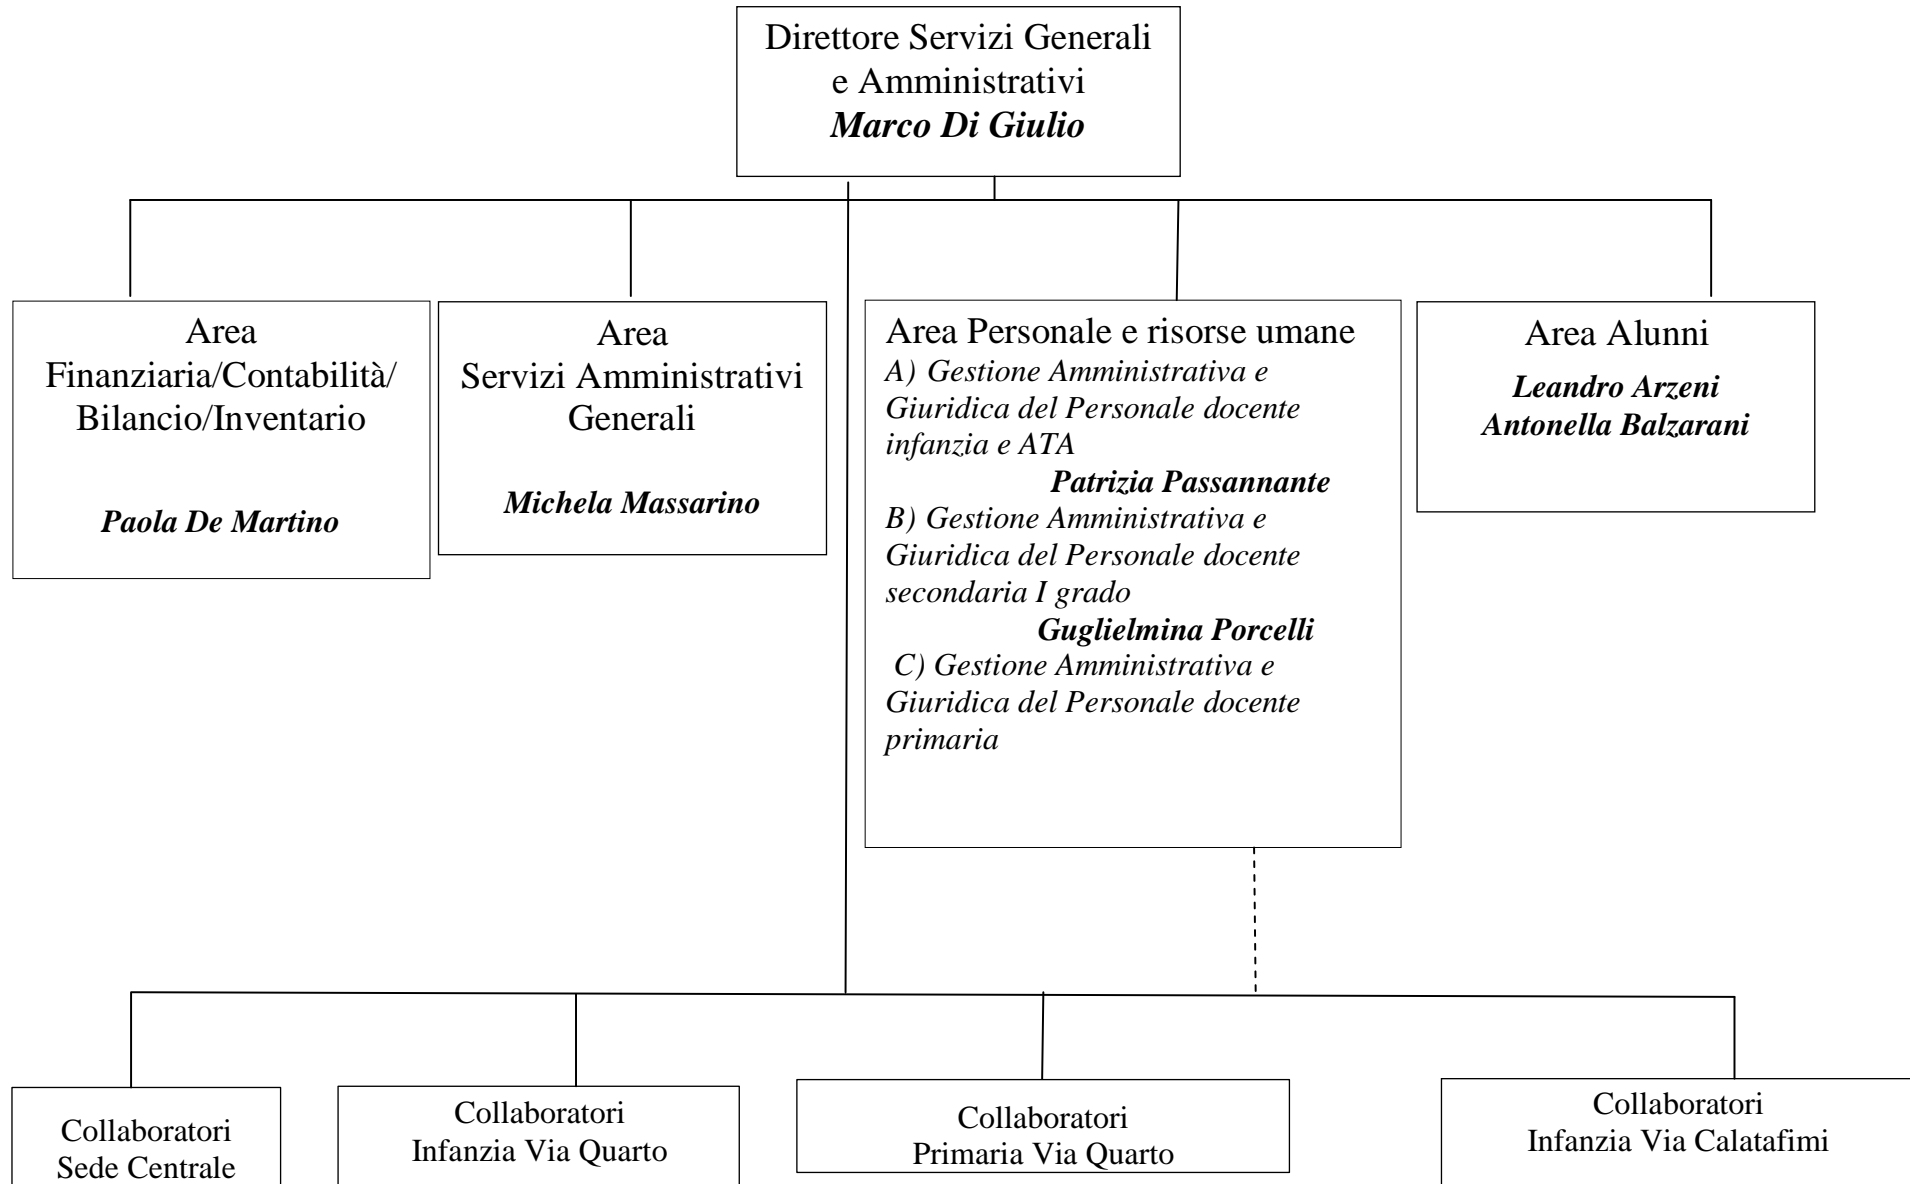 Direttore Servizi Generali
e Amministrativi
Marco Di Giulio
Area
Finanziaria/Contabilità/
Bilancio/Inventario
Paola De Martino
Area
Servizi Amministrativi
Generali
Michela Massarino
Area Personale e risorse umane
A) Gestione Amministrativa e
Giuridica del Personale docente
infanzia e ATA
Patrizia Passannante
B) Gestione Amministrativa e
Giuridica del Personale docente
secondaria I grado
Guglielmina Porcelli
C) Gestione Amministrativa e
Giuridica del Personale docente
primaria
Area Alunni
Leandro Arzeni
Antonella Balzarani
Collaboratori
Sede Centrale
Collaboratori
Infanzia Via Quarto
Collaboratori
Primaria Via Quarto
Collaboratori
Infanzia Via Calatafimi